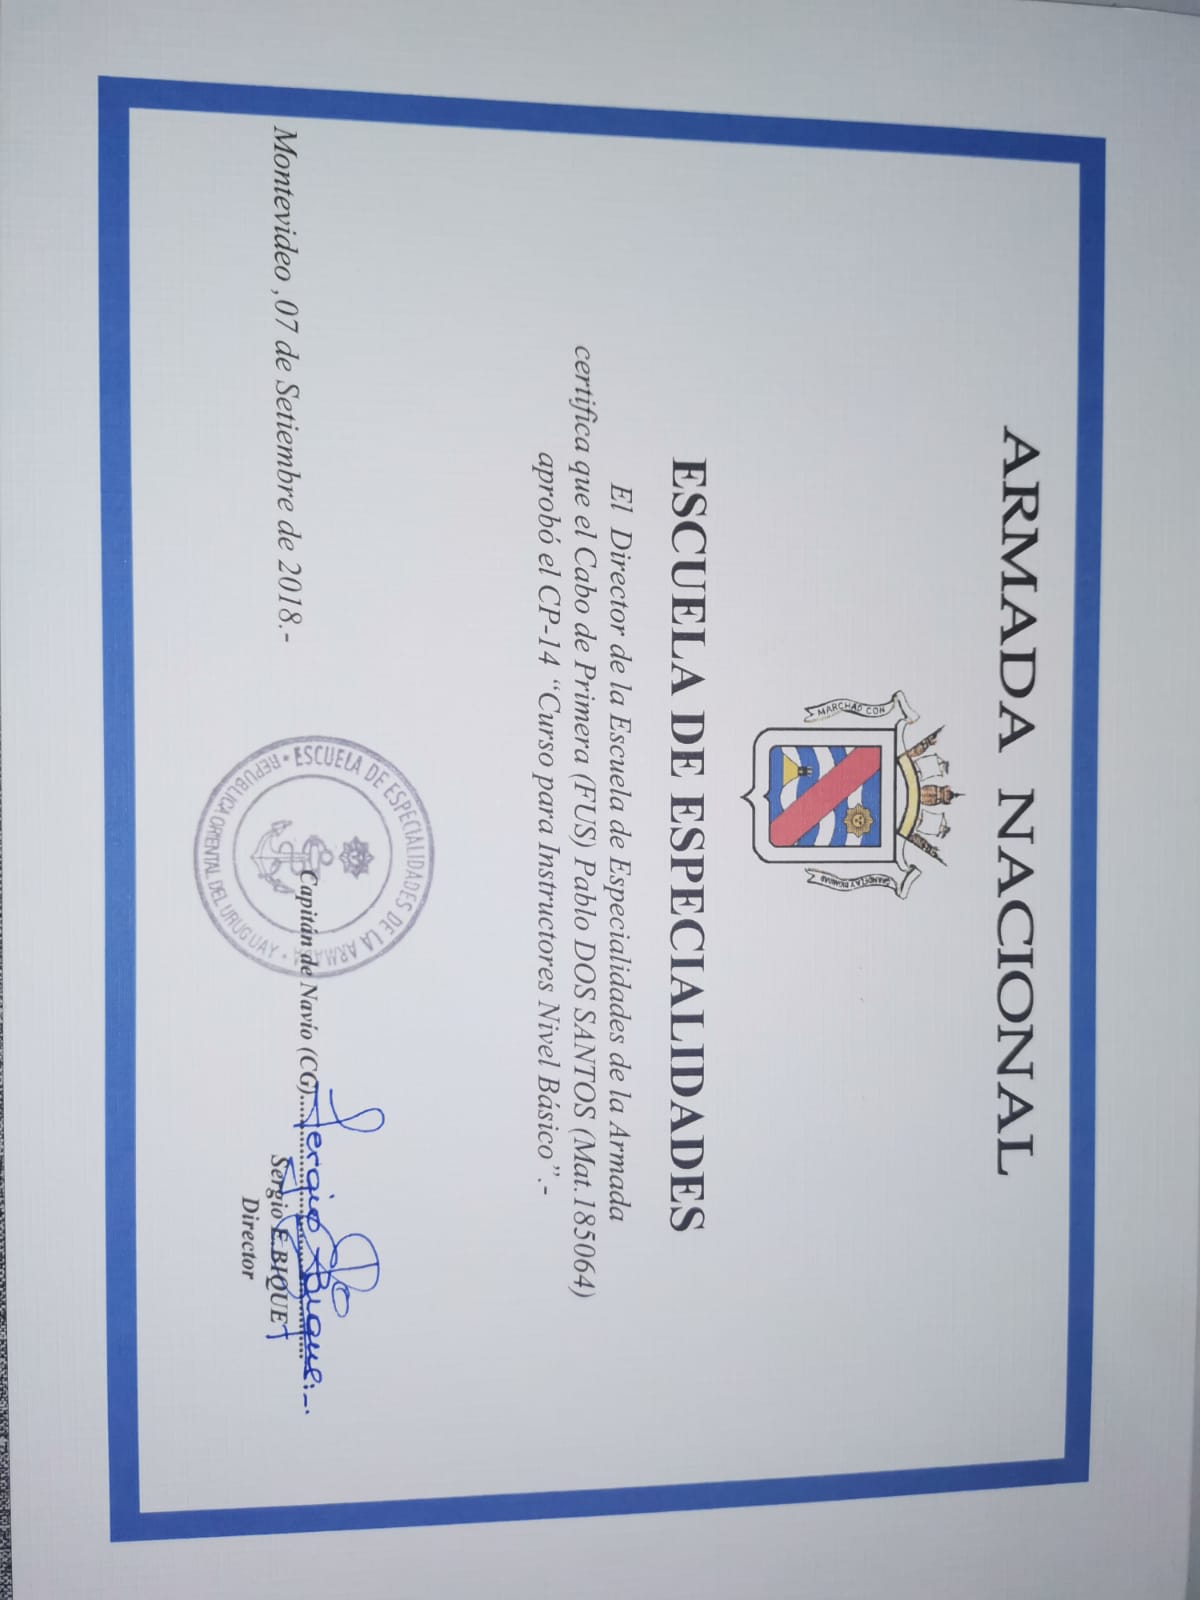 ARMADA NACIONAL
MARCHAD CON
ESCUELA DE ESPECIALIDADES
El Director de la Escuela de Especialidades de la Armada
certifica que el Cabo de Primera (FUS) Pablo DOS SANTOS (Mat.185064)
aprobó el CP-14 “Curso para Instructores Nivel Básico”.-
Montevideo ,07 de Setiembre de 2018.-
ESCUELA DE ESPECIALIDADES DE LA ARMADA
REPUBLICA ORIENTAL DEL URUGUAY
Sergio Bique
Capitán de Navío (CG)
Sergio E.BIQUE
Director